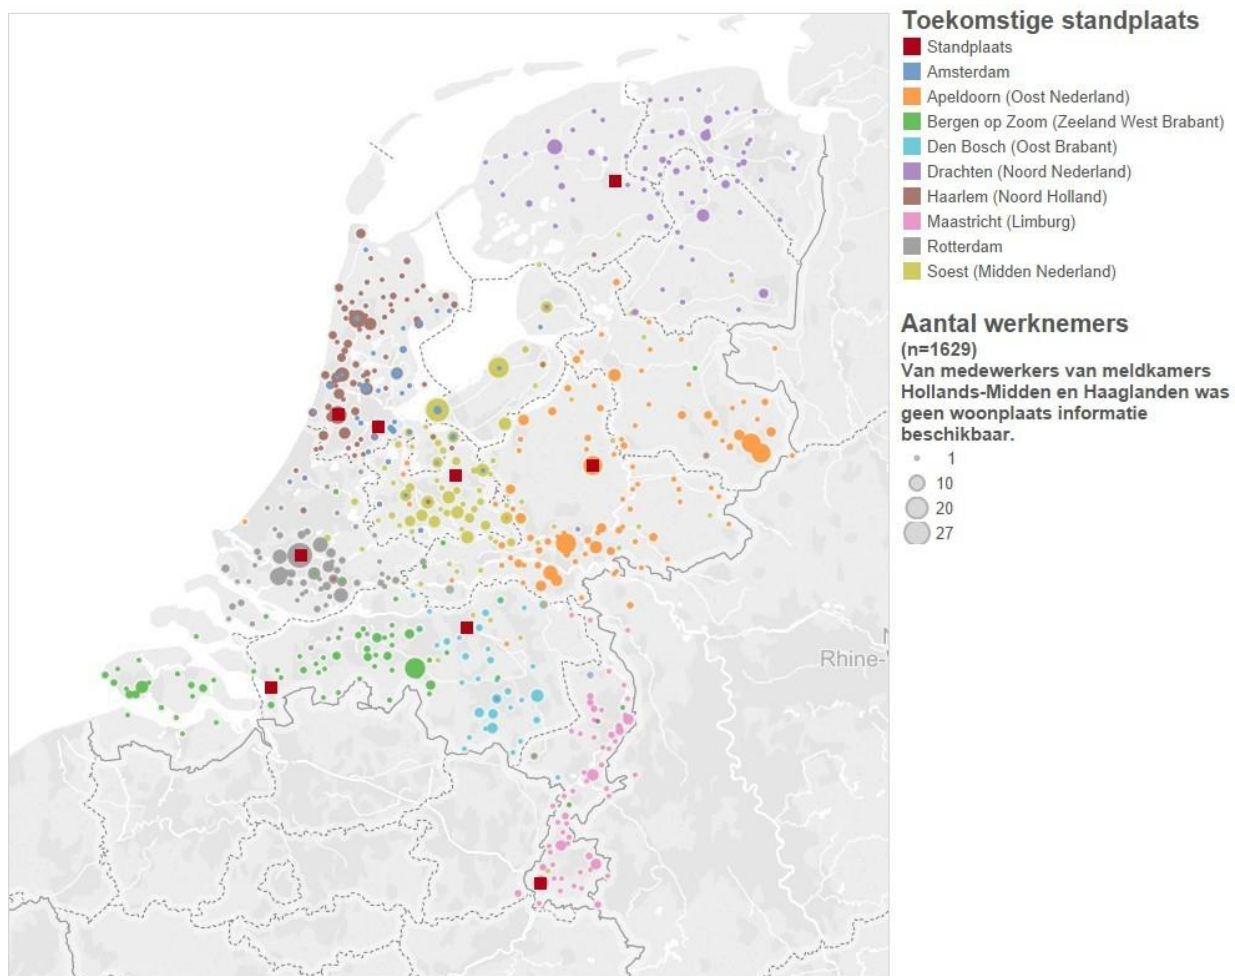 Toekomstige standplaats
Standplaats
Amsterdam
Apeldoorn (Oost Nederland)
Bergen op Zoom (Zeeland West Brabant)
Den Bosch (Oost Brabant)
Drachten (Noord Nederland)
Haarlem (Noord Holland)
Maastricht (Limburg)
Rotterdam
Soest (Midden Nederland)
Aantal werknemers
(n=1629)
Van medewerkers van meldkamers
Hollands-Midden en Haaglanden was
geen woonplaats informatie
beschikbaar.
1
10
20
27
Rhine-